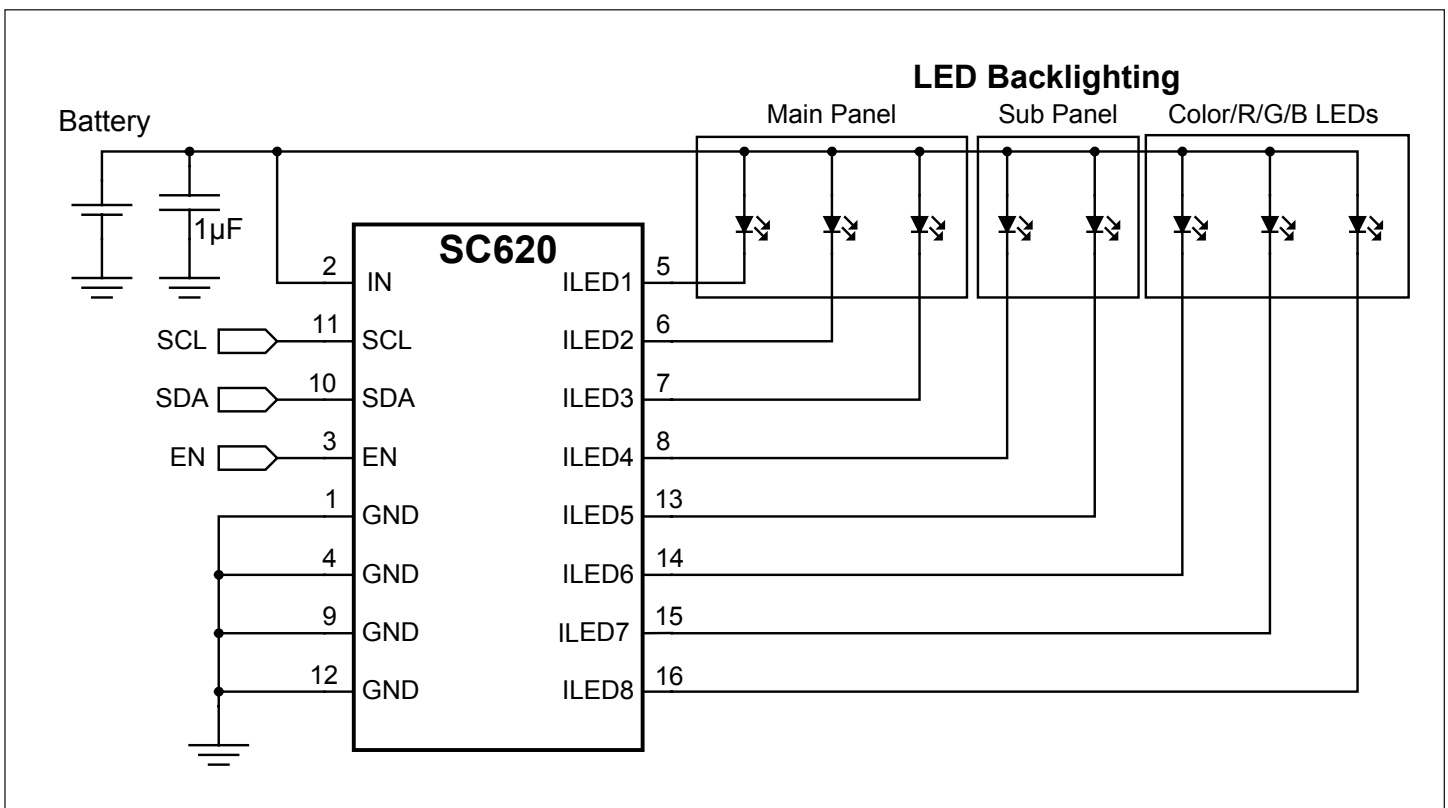 LED Backlighting
Main Panel
Sub Panel
Color/R/G/B LEDs
Battery
1µF
SC620
2
IN
ILED1
5
SCL
11
SCL
ILED2
6
SDA
10
SDA
ILED3
7
EN
3
EN
ILED4
8
1
GND
ILED5
13
4
GND
ILED6
14
9
GND
ILED7
15
12
GND
ILED8
16